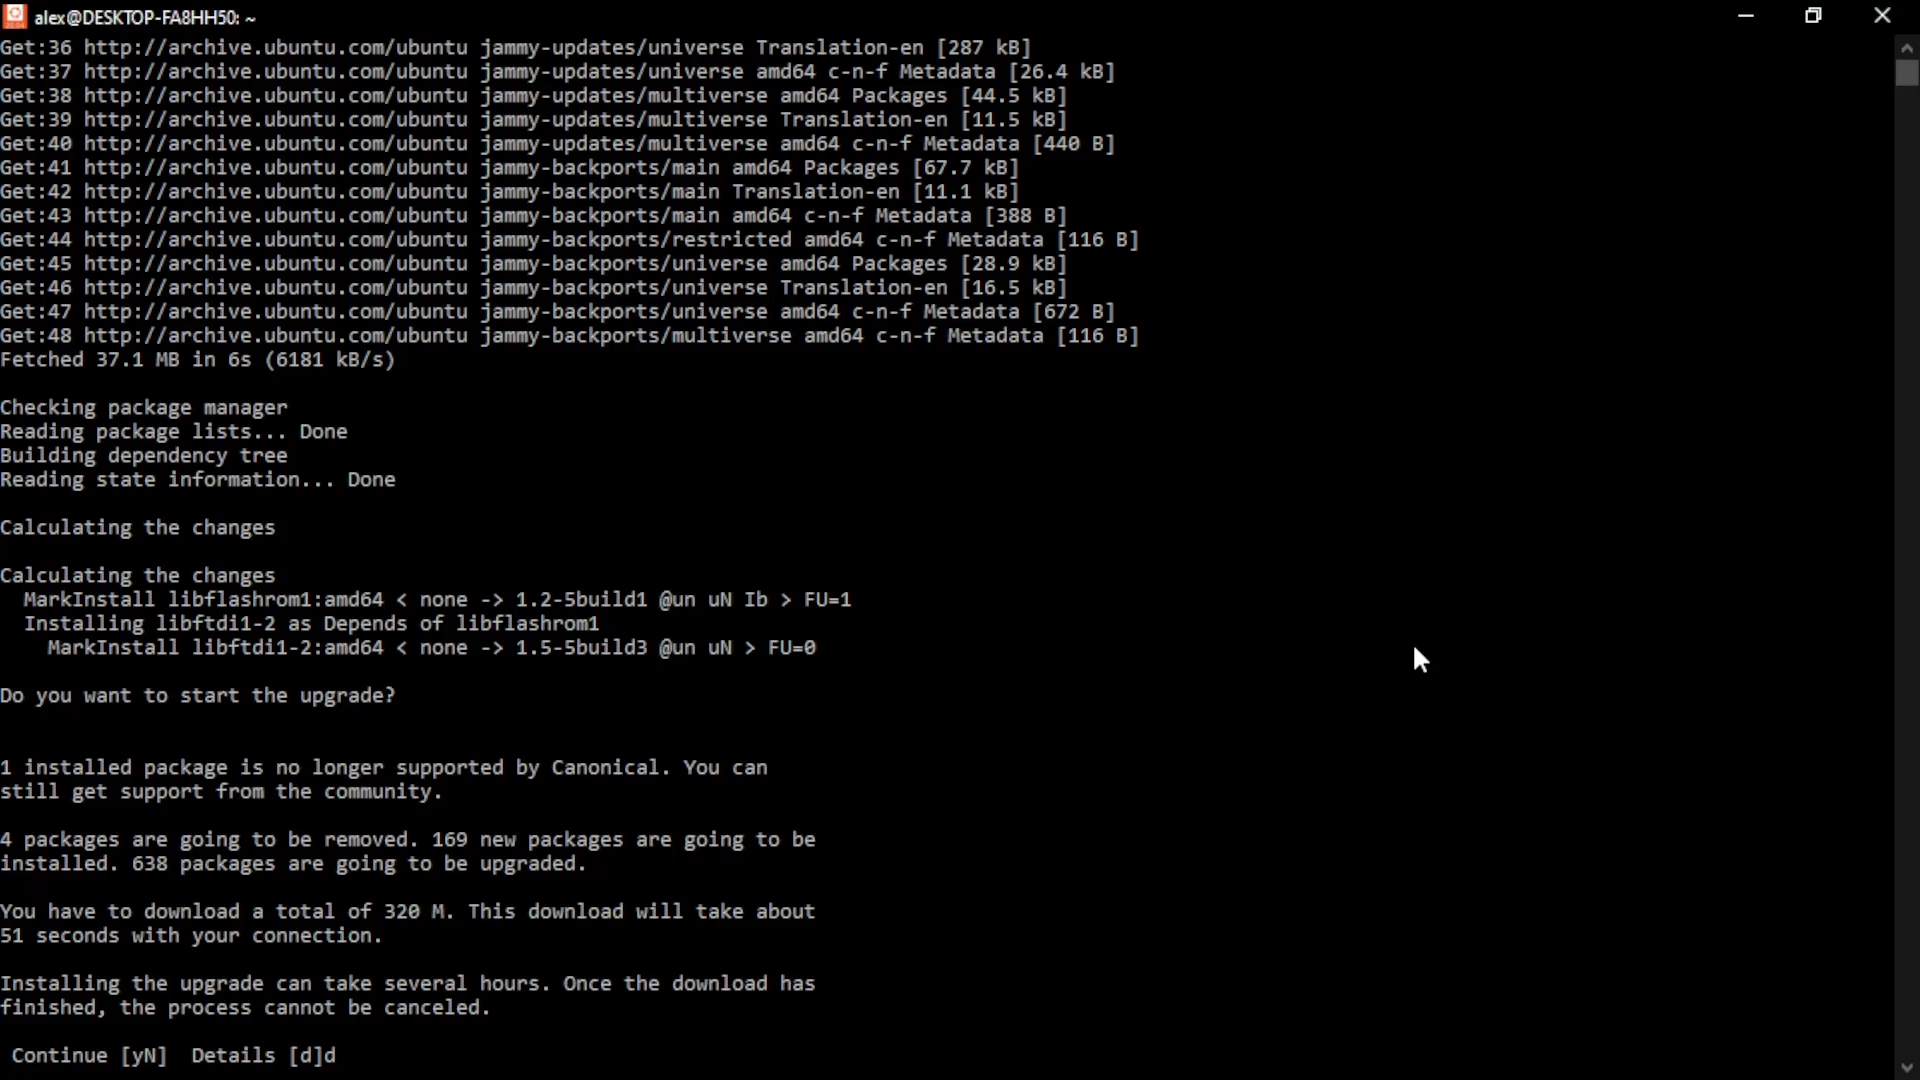 alex@DESKTOP-FA8HH50: ~
Get:36 http://archive.ubuntu.com/ubuntu jammy-updates/universe Translation-en [287 kB]
Get:37 http://archive.ubuntu.com/ubuntu jammy-updates/universe amd64 c-n-f Metadata [26.4 kB]
Get:38 http://archive.ubuntu.com/ubuntu jammy-updates/multiverse amd64 Packages [44.5 kB]
Get:39 http://archive.ubuntu.com/ubuntu jammy-updates/multiverse Translation-en [11.5 kB]
Get:40 http://archive.ubuntu.com/ubuntu jammy-updates/multiverse amd64 c-n-f Metadata [440 B]
Get:41 http://archive.ubuntu.com/ubuntu jammy-backports/main amd64 Packages [67.7 kB]
Get:42 http://archive.ubuntu.com/ubuntu jammy-backports/main Translation-en [11.1 kB]
Get:43 http://archive.ubuntu.com/ubuntu jammy-backports/main amd64 c-n-f Metadata [388 B]
Get:44 http://archive.ubuntu.com/ubuntu jammy-backports/restricted amd64 c-n-f Metadata [116 B]
Get:45 http://archive.ubuntu.com/ubuntu jammy-backports/universe amd64 Packages [28.9 kB]
Get:46 http://archive.ubuntu.com/ubuntu jammy-backports/universe Translation-en [16.5 kB]
Get:47 http://archive.ubuntu.com/ubuntu jammy-backports/universe amd64 c-n-f Metadata [672 B]
Get:48 http://archive.ubuntu.com/ubuntu jammy-backports/multiverse amd64 c-n-f Metadata [116 B]
Fetched 37.1 MB in 6s (6181 kB/s)
Checking package manager
Reading package lists... Done
Building dependency tree
Reading state information... Done
Calculating the changes
Calculating the changes
MarkInstall libflashrom1:amd64 < none -> 1.2-5build1 @un uN Ib > FU=1
Installing libftdi1-2 as Depends of libflashrom1
MarkInstall libftdi1-2:amd64 < none -> 1.5-5build3 @un uN > FU=0
Do you want to start the upgrade?
1 installed package is no longer supported by Canonical. You can
still get support from the community.
4 packages are going to be removed. 169 new packages are going to be
installed. 638 packages are going to be upgraded.
You have to download a total of 320 M. This download will take about
51 seconds with your connection.
Installing the upgrade can take several hours. Once the download has
finished, the process cannot be canceled.
Continue [yN]  Details [d]d